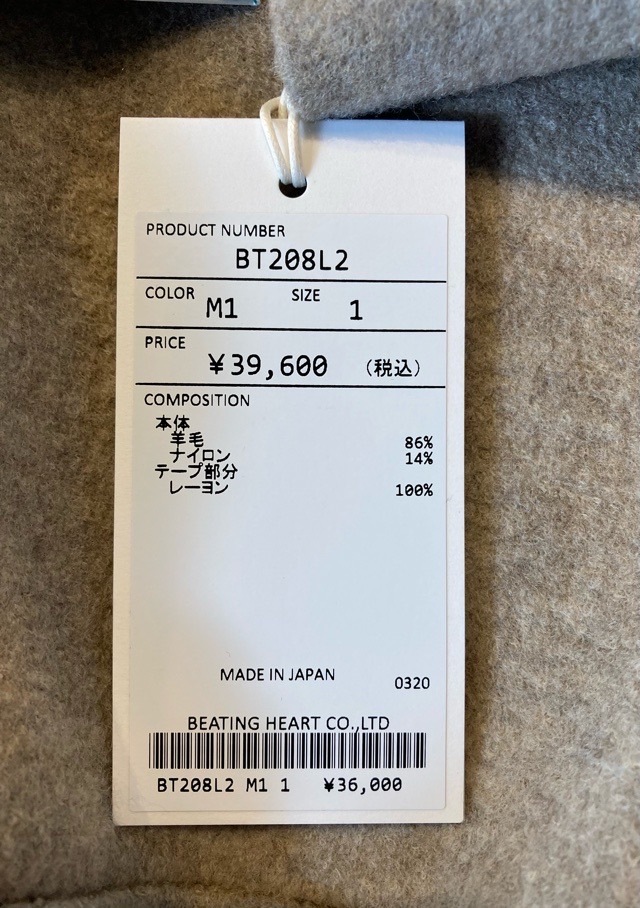 PRODUCT NUMBER
BT208L2
COLOR M1 SIZE 1
PRICE
¥39,600 (税込)
COMPOSITION
本体
羊毛 86%
ナイロン 14%
テープ部分
レーヨン 100%
MADE IN JAPAN 0320
BEATING HEART CO.,LTD
BT208L2 M1 1 ¥36,000